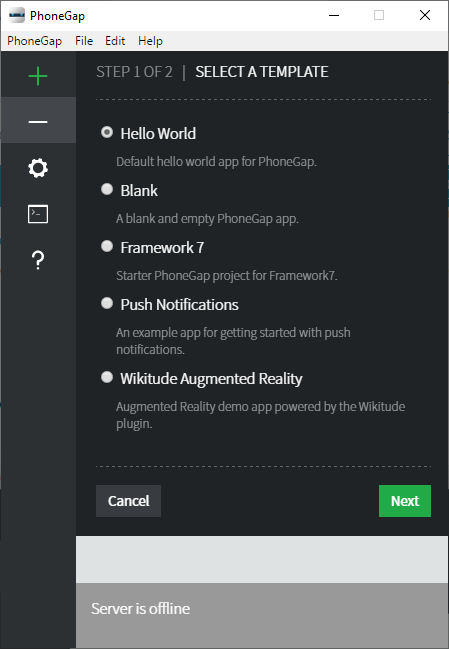 PhoneGap
PhoneGap File Edit Help
STEP 1 OF 2 | SELECT A TEMPLATE
Hello World
Default hello world app for PhoneGap.
Blank
A blank and empty PhoneGap app.
Framework 7
Starter PhoneGap project for Framework7.
Push Notifications
An example app for getting started with push
notifications.
Wikitude Augmented Reality
Augmented Reality demo app powered by the Wikitude
plugin.
Cancel Next
Server is offline